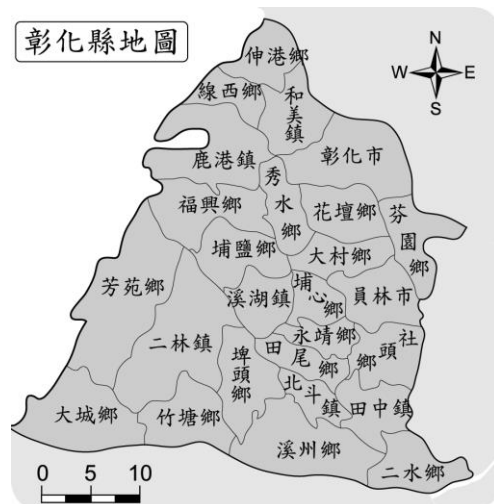 彰化縣地圖
N
W E
S
伸港鄉
線西鄉
和美鎮
鹿港鎮
彰化市
秀水鄉
福興鄉
花壇鄉
芬園鄉
埔鹽鄉
大村鄉
芳苑鄉
溪湖鎮
埔心鄉
員林市
二林鎮
永靖鄉
社頭鄉
田尾鄉
埤頭鄉
北斗鎮
田中鎮
大城鄉
竹塘鄉
溪州鄉
二水鄉
0 5 10